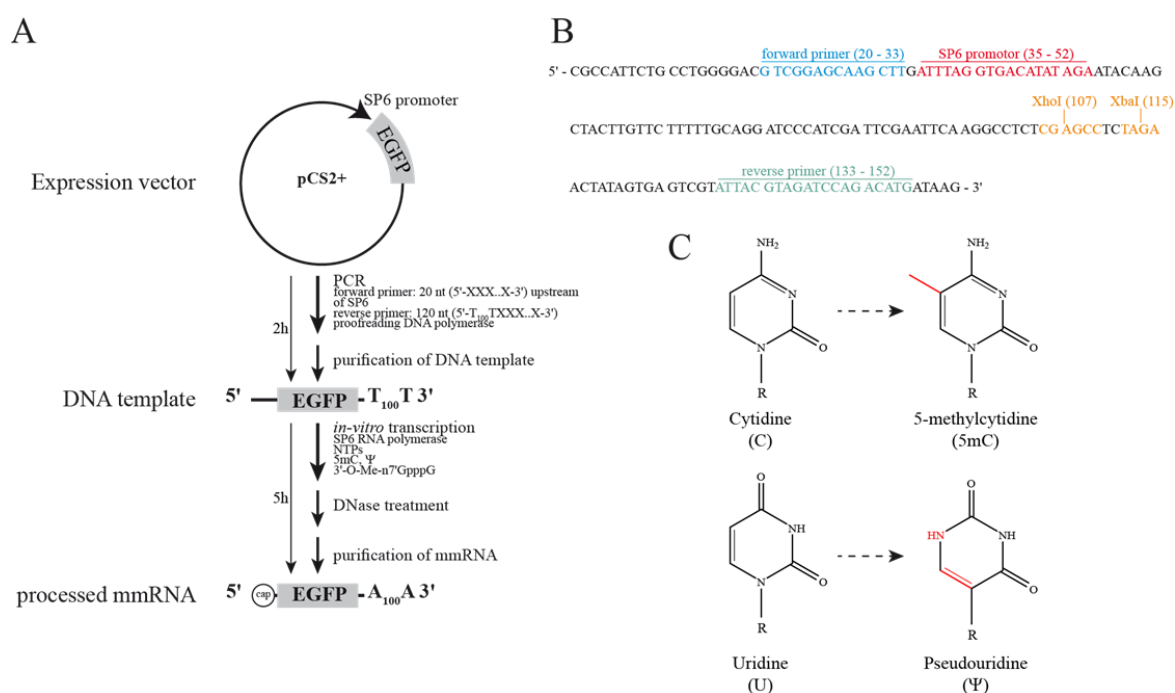 A
SP6 promoter
EGFP
pCS2+
Expression vector
PCR
forward primer: 20 nt (5'-XXX..X-3') upstream
of SP6
reverse primer: 120 nt (5'-T100TXXX..X-3')
proofreading DNA polymerase
2h
purification of DNA template
DNA template
5'
EGFP
T100T 3'
in-vitro transcription
SP6 RNA polymerase
NTPs
5mC, Ψ
3'-O-Me-n7'GpppG
5h
DNase treatment
purification of mmRNA
processed mmRNA
5'
cap
EGFP
A100A 3'
B
forward primer (20 - 33) SP6 promotor (35 - 52)
5' - CGCCATTCTG CCTGGGGACG TCGGAGCAAG CTTGATTTAG GTGACATAT AGAATACAAG
XhoI (107) XbaI (115)
CTACTTGTTC TTTTTGCAGG ATCCCATCGA TTCGAATTCA AGGCCTCTCG AGCCTCTAGA
reverse primer (133 - 152)
ACTATAGTGA GTCGTATTAC GTAGATCCAG ACATGATAAG - 3'
C
NH2
N
N
O
R
Cytidine
(C)
NH2
N
N
O
R
5-methylcytidine
(5mC)
O
NH
N
O
R
Uridine
(U)
O
HN
NH
O
R
Pseudouridine
(Ψ)